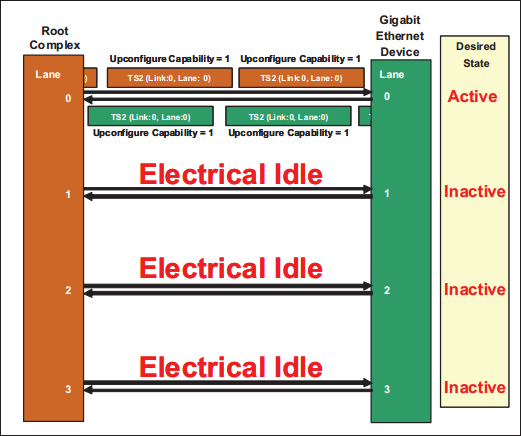 Root
Complex
Gigabit
Ethernet
Device
Desired
State
Upconfigure Capability = 1
Upconfigure Capability = 1
Lane
)
TS2 (Link:0, Lane: 0)
TS2 (Link:0, Lane:0)
Lane
0
0
Active
TS2 (Link:0, Lane:0)
TS2 (Link:0, Lane:0)
Upconfigure Capability = 1
Upconfigure Capability = 1
Electrical Idle
1
1
Inactive
Electrical Idle
2
2
Inactive
Electrical Idle
3
3
Inactive